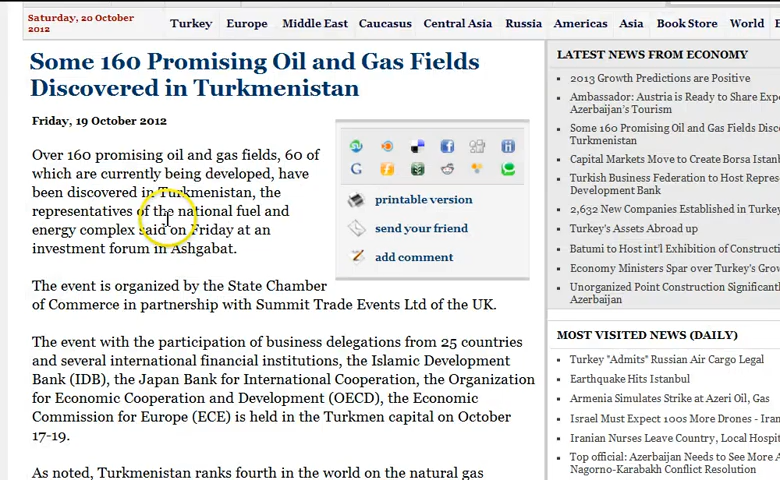 Saturday, 20 October
2012
Turkey Europe Middle East Caucasus Central Asia Russia Americas Asia Book Store World
Some 160 Promising Oil and Gas Fields
Discovered in Turkmenistan
Friday, 19 October 2012
Over 160 promising oil and gas fields, 60 of
which are currently being developed, have
been discovered in Turkmenistan, the
representatives of the national fuel and
energy complex said on Friday at an
investment forum in Ashgabat.
printable version
send your friend
add comment
The event is organized by the State Chamber
of Commerce in partnership with Summit Trade Events Ltd of the UK.
The event with the participation of business delegations from 25 countries
and several international financial institutions, the Islamic Development
Bank (IDB), the Japan Bank for International Cooperation, the Organization
for Economic Cooperation and Development (OECD), the Economic
Commission for Europe (ECE) is held in the Turkmen capital on October
17-19.
As noted, Turkmenistan ranks fourth in the world on the natural gas
LATEST NEWS FROM ECONOMY
2013 Growth Predictions are Positive
Ambassador: Austria is Ready to Share
Azerbaijan's Tourism
Some 160 Promising Oil and Gas Fields
Turkmenistan
Capital Markets Move to Create Borsa
Turkish Business Federation to Host
Development Bank
2,632 New Companies Established in Turkey
Turkey's Assets Abroad up
Batumi to Host int'l Exhibition of
Economy Ministers Spar over Turkey's
Unorganized Point Construction
Azerbaijan
MOST VISITED NEWS (DAILY)
Turkey "Admits" Russian Air Cargo Legal
Earthquake Hits Istanbul
Armenia Simulates Strike at Azeri Oil, Gas
Israel Must Expect 100s More Drones -
Iranian Nurses Leave Country, Local
Top official: Azerbaijan Needs to See More
Nagorno-Karabakh Conflict Resolution